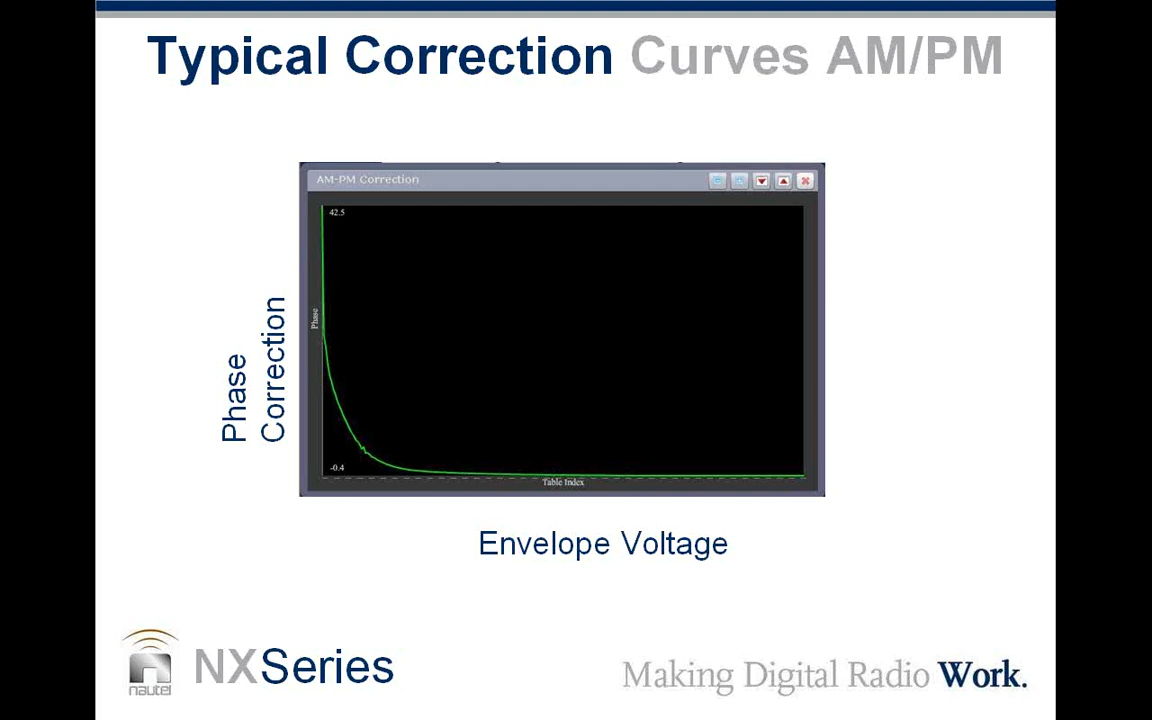 Typical Correction Curves AM/PM
AM-PM Correction
42.5
Phase
-0.4
Table Index
Phase
Correction
Envelope Voltage
nautel
NXSeries
Making Digital Radio Work.